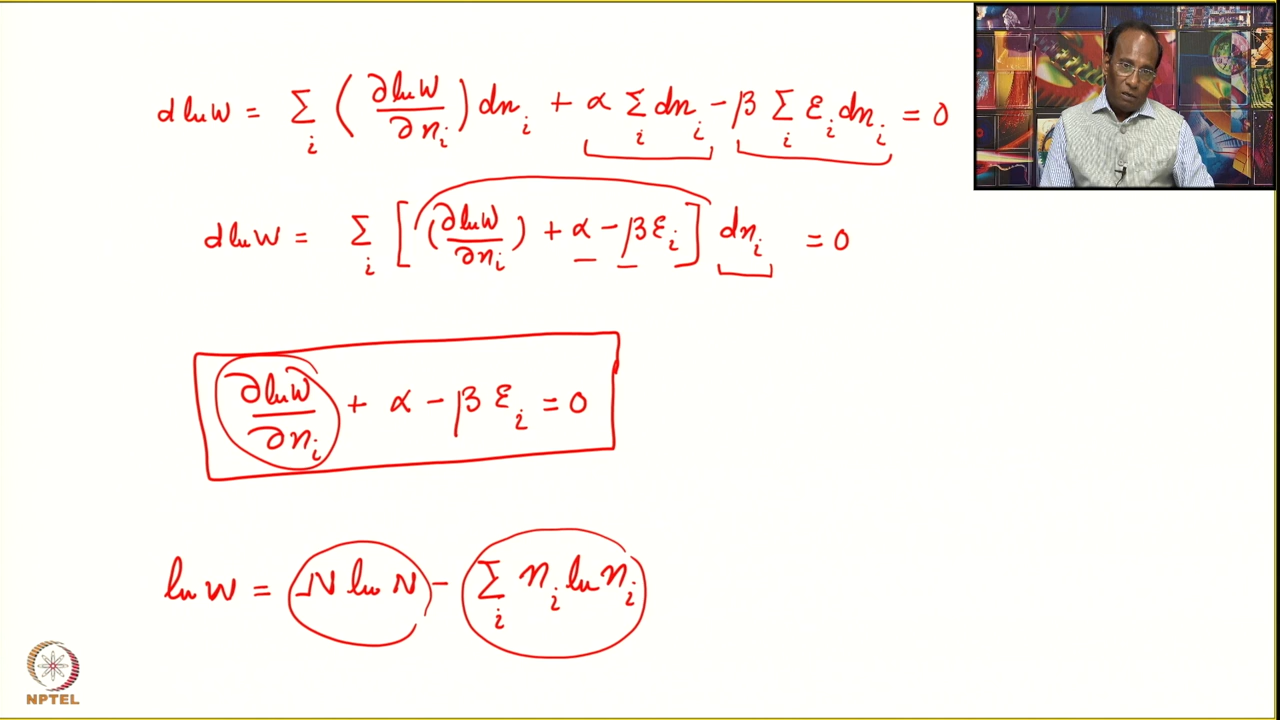 d ln W = Σ_i (∂ln W/∂n_i) dn_i + α Σ_i dn_i − β Σ_i ε_i dn_i = 0
d ln W = Σ_i [(∂ln W/∂n_i) + α − β ε_i] dn_i = 0
∂ln W/∂n_i + α − β ε_i = 0
ln W = N ln N − Σ_i n_i ln n_i
NPTEL